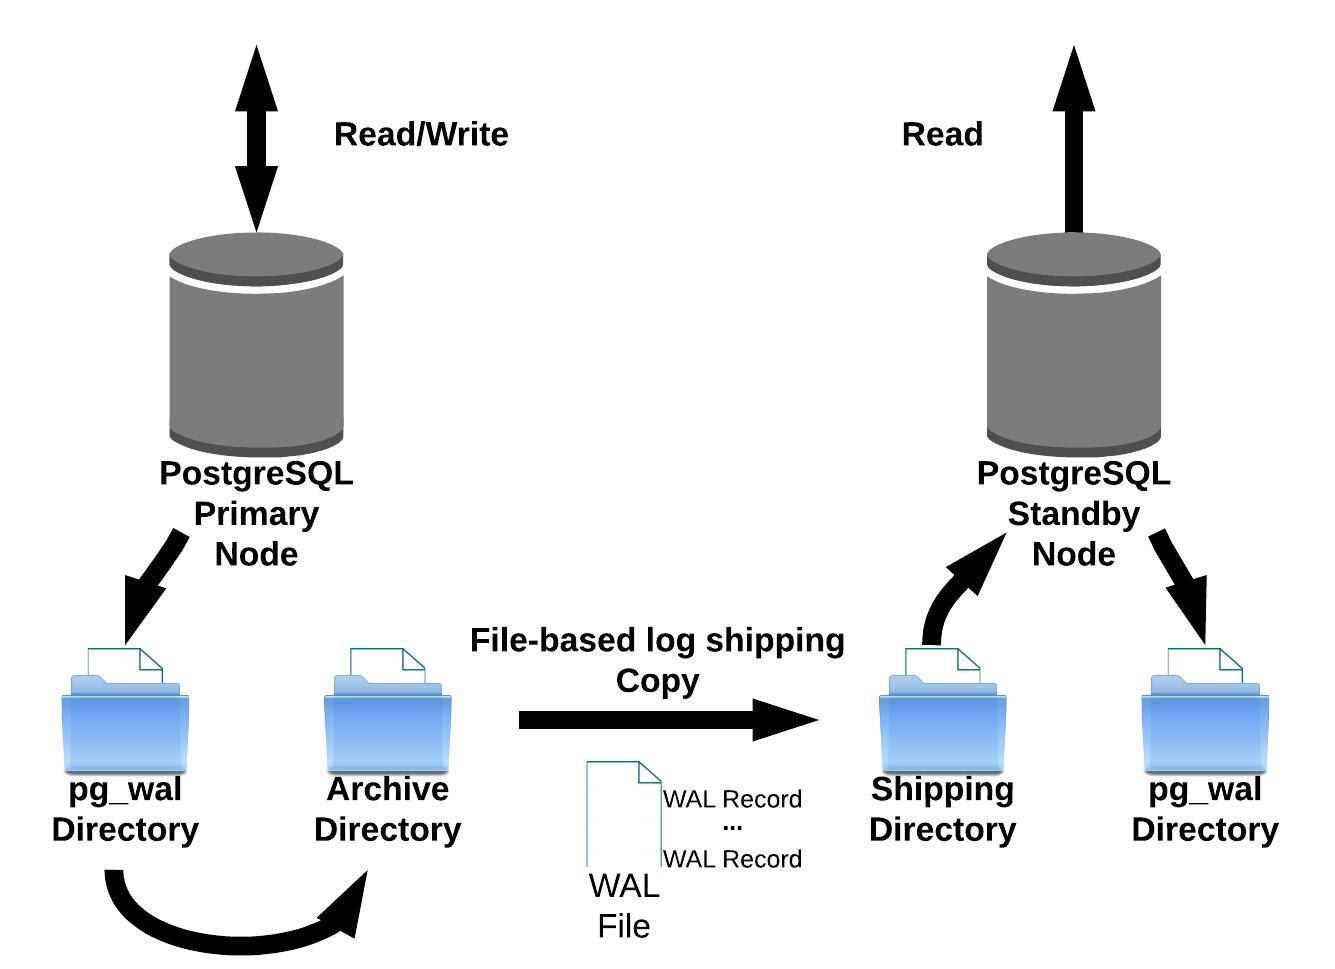 Read/Write
Read
PostgreSQL
Primary
Node
PostgreSQL
Standby
Node
File-based log shipping
Copy
pg_wal
Directory
Archive
Directory
WAL Record
...
WAL Record
WAL
File
Shipping
Directory
pg_wal
Directory